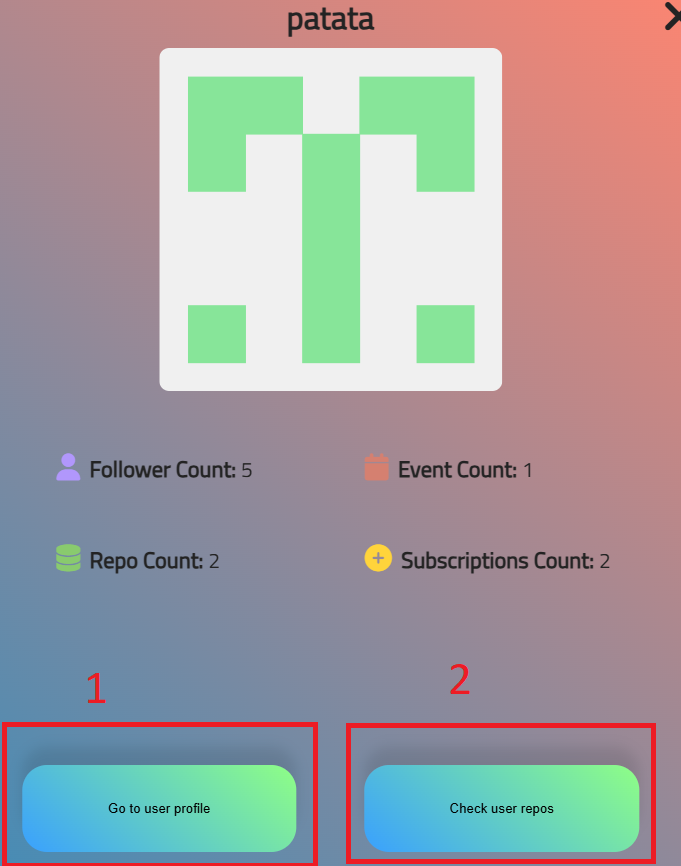 patata
Follower Count: 5
Event Count: 1
Repo Count: 2
Subscriptions Count: 2
1
2
Go to user profile
Check user repos